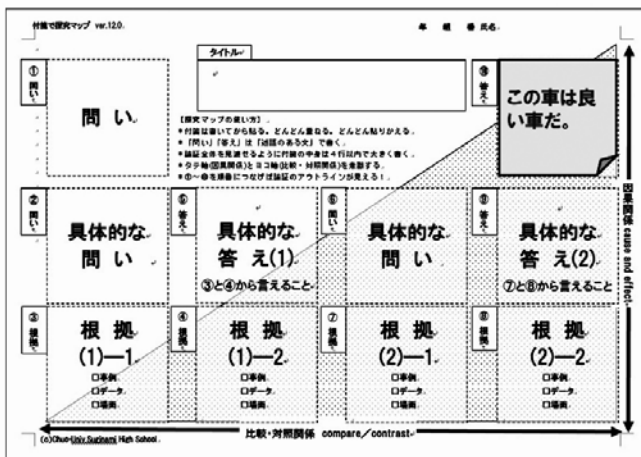 付箋で探究マップ ver.12.0
年 組 番 氏名
タイトル
① 問い
問 い
⑩ 答え
この車は良い車だ。
【探究マップの使い方】
*付箋は書いてから貼る。どんどん重ねる。どんどん貼りかえる。
*「問い」「答え」は「述語のある文」で書く。
*論証全体を見渡せるように付箋の中身は4行以内で大きく書く。
*タテ軸(因果関係)とヨコ軸(比較・対照関係)を意識する。
*①~⑩を順番につなげば論証のアウトラインが見える!
② 問い
具体的な
問 い
⑤ 答え
具体的な
答 え(1)
③と④から言えること
⑥ 問い
具体的な
問 い
⑨ 答え
具体的な
答 え(2)
⑦と⑧から言えること
③ 根拠
根 拠
(1)―1
□事例
□データ
□場面
④ 根拠
根 拠
(1)―2
□事例
□データ
□場面
⑦ 根拠
根 拠
(2)―1
□事例
□データ
□場面
⑧ 根拠
根 拠
(2)―2
□事例
□データ
□場面
因果関係 cause and effect
比較・対照関係 compare/contrast
(c)Chuo-Univ.Suginami High School.